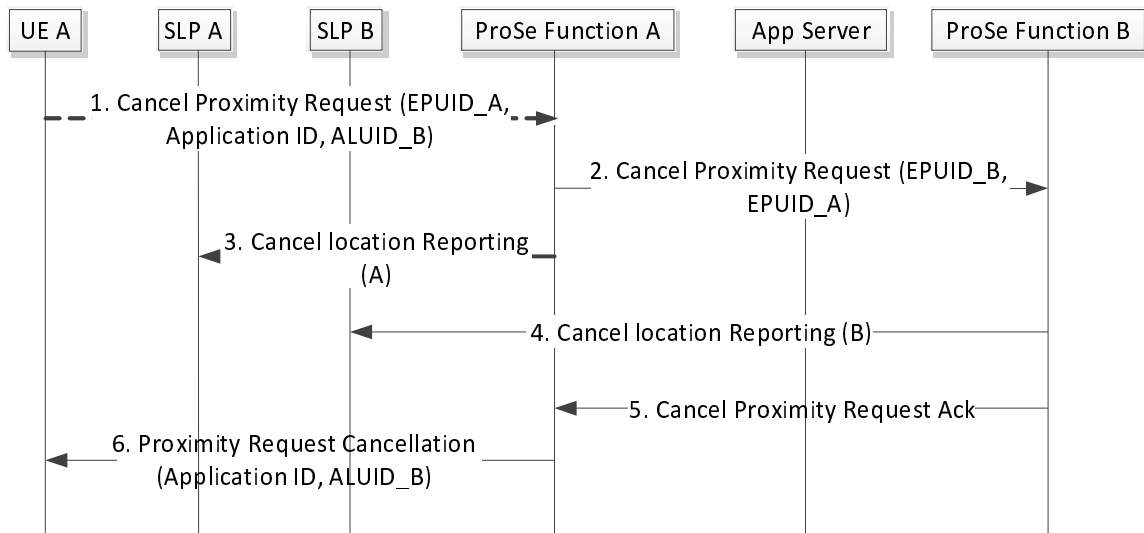 UE A
SLP A
SLP B
ProSe Function A
App Server
ProSe Function B
1. Cancel Proximity Request (EPUID_A,
Application ID, ALUID_B)
2. Cancel Proximity Request (EPUID_B,
EPUID_A)
3. Cancel location Reporting
(A)
4. Cancel location Reporting (B)
5. Cancel Proximity Request Ack
6. Proximity Request Cancellation
(Application ID, ALUID_B)